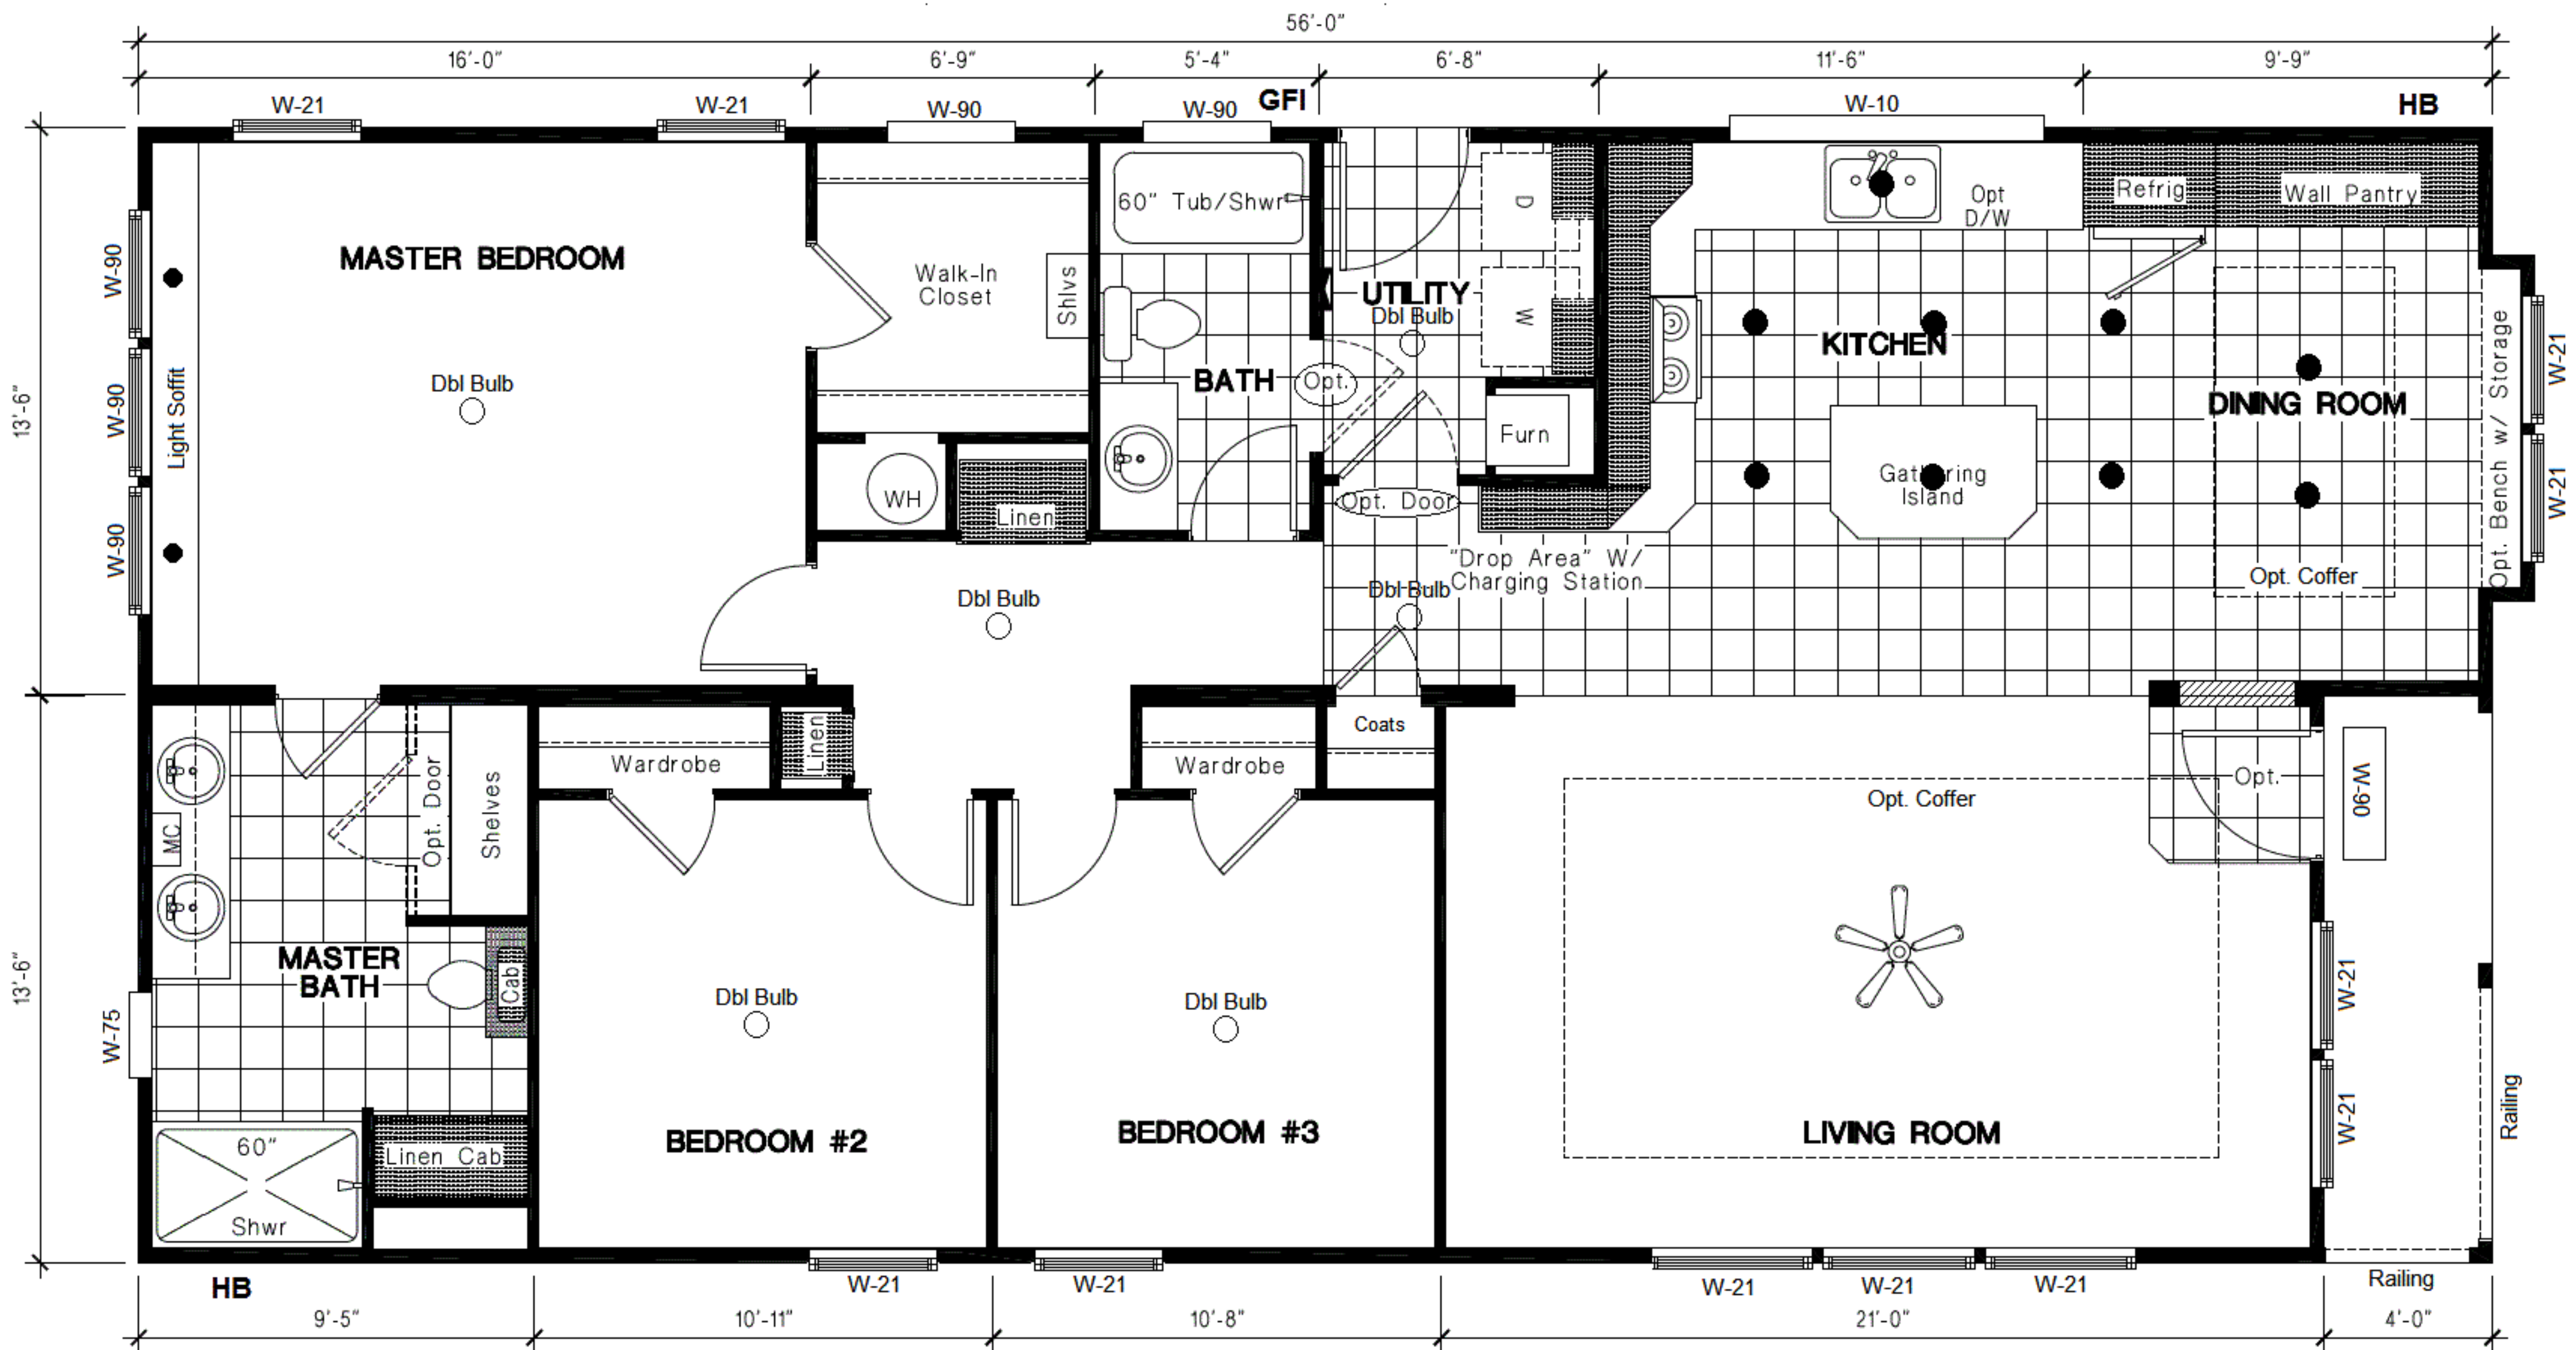 56'-0"
16'-0" 6'-9" 5'-4" 6'-8" 11'-6" 9'-9"
W-21 W-21 W-90 W-90 GFI W-10 HB
60" Tub/Shwr D Opt D/W Refrig Wall Pantry
MASTER BEDROOM
Walk-In
Closet
Shlvs
UTILITY
Dbl Bulb
W
KITCHEN
W-90
W-90
W-90
Light Soffit
Dbl Bulb
BATH
Opt.
DINING ROOM
Opt. Bench w/ Storage
W-21
W-21
13'-6"
Furn
WH
Linen
Opt. Door
Gathering
Island
"Drop Area" W/
Charging Station
Dbl Bulb
Dbl Bulb
Opt. Coffer
Coats
Linen
Wardrobe
Wardrobe
Opt.
W-90
Opt. Coffer
MC
Opt. Door
Shelves
MASTER
BATH
Cab
13'-6"
W-75
Dbl Bulb
Dbl Bulb
W-21
W-21
Railing
BEDROOM #2
BEDROOM #3
LIVING ROOM
60"
Shwr
Linen Cab
HB W-21 W-21 W-21 W-21 W-21 Railing
9'-5" 10'-11" 10'-8" 21'-0" 4'-0"